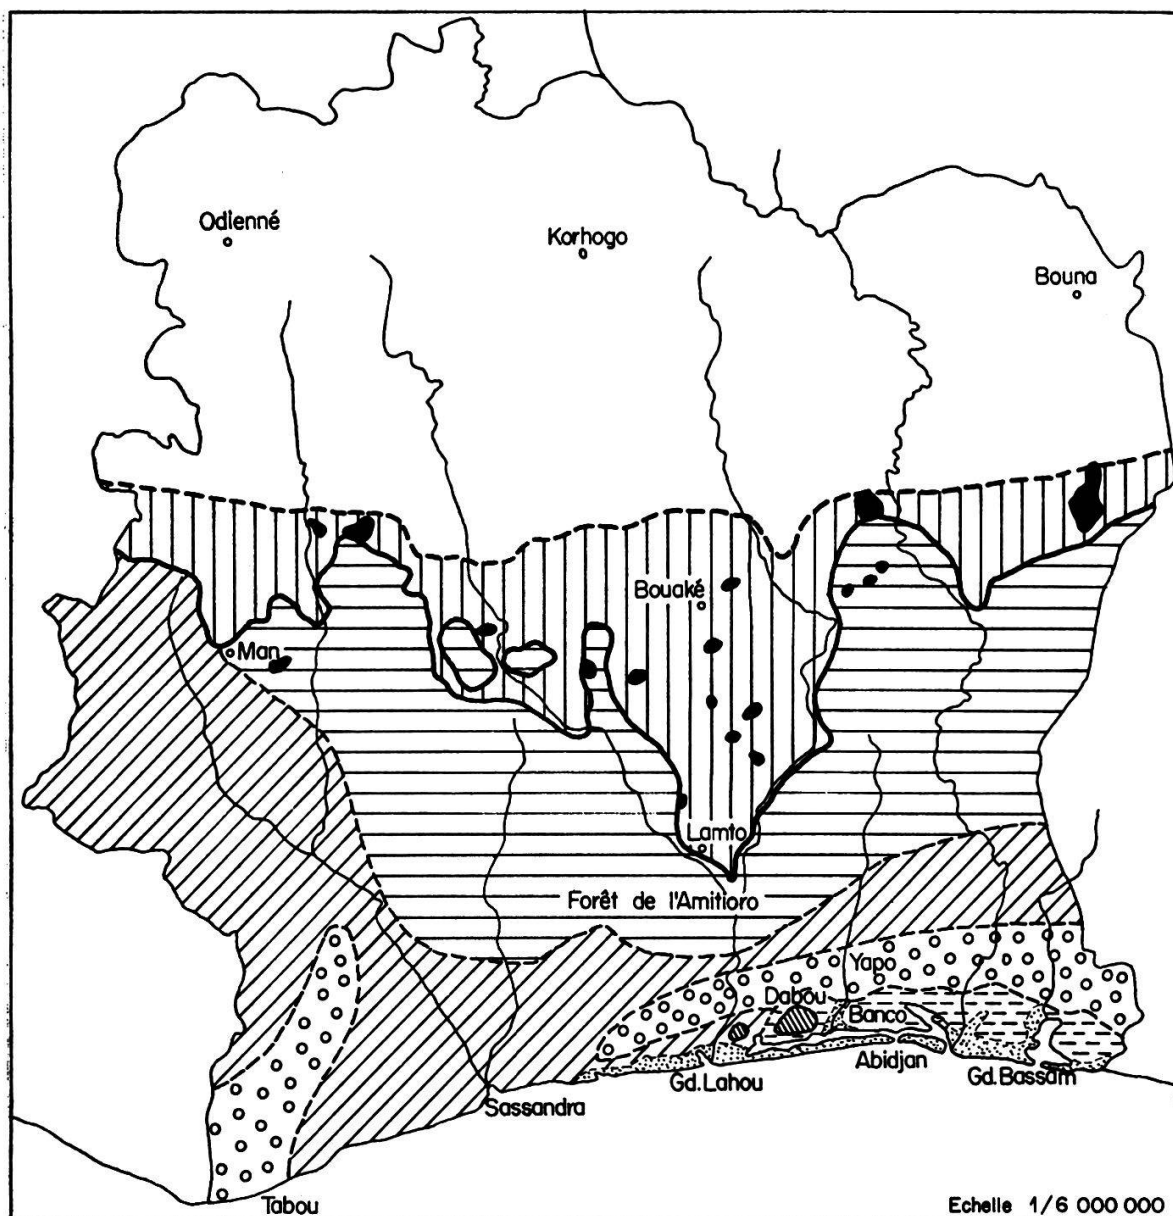 Odienné
Korhogo
Bouna
Bouaké
Man
Lamto
Forêt de l'Amitioro
Yapo
Dabou
Banco
Abidjan
Gd.Lahou
Gd.Bassam
Sassandra
Tabou
Echelle 1/6 000 000